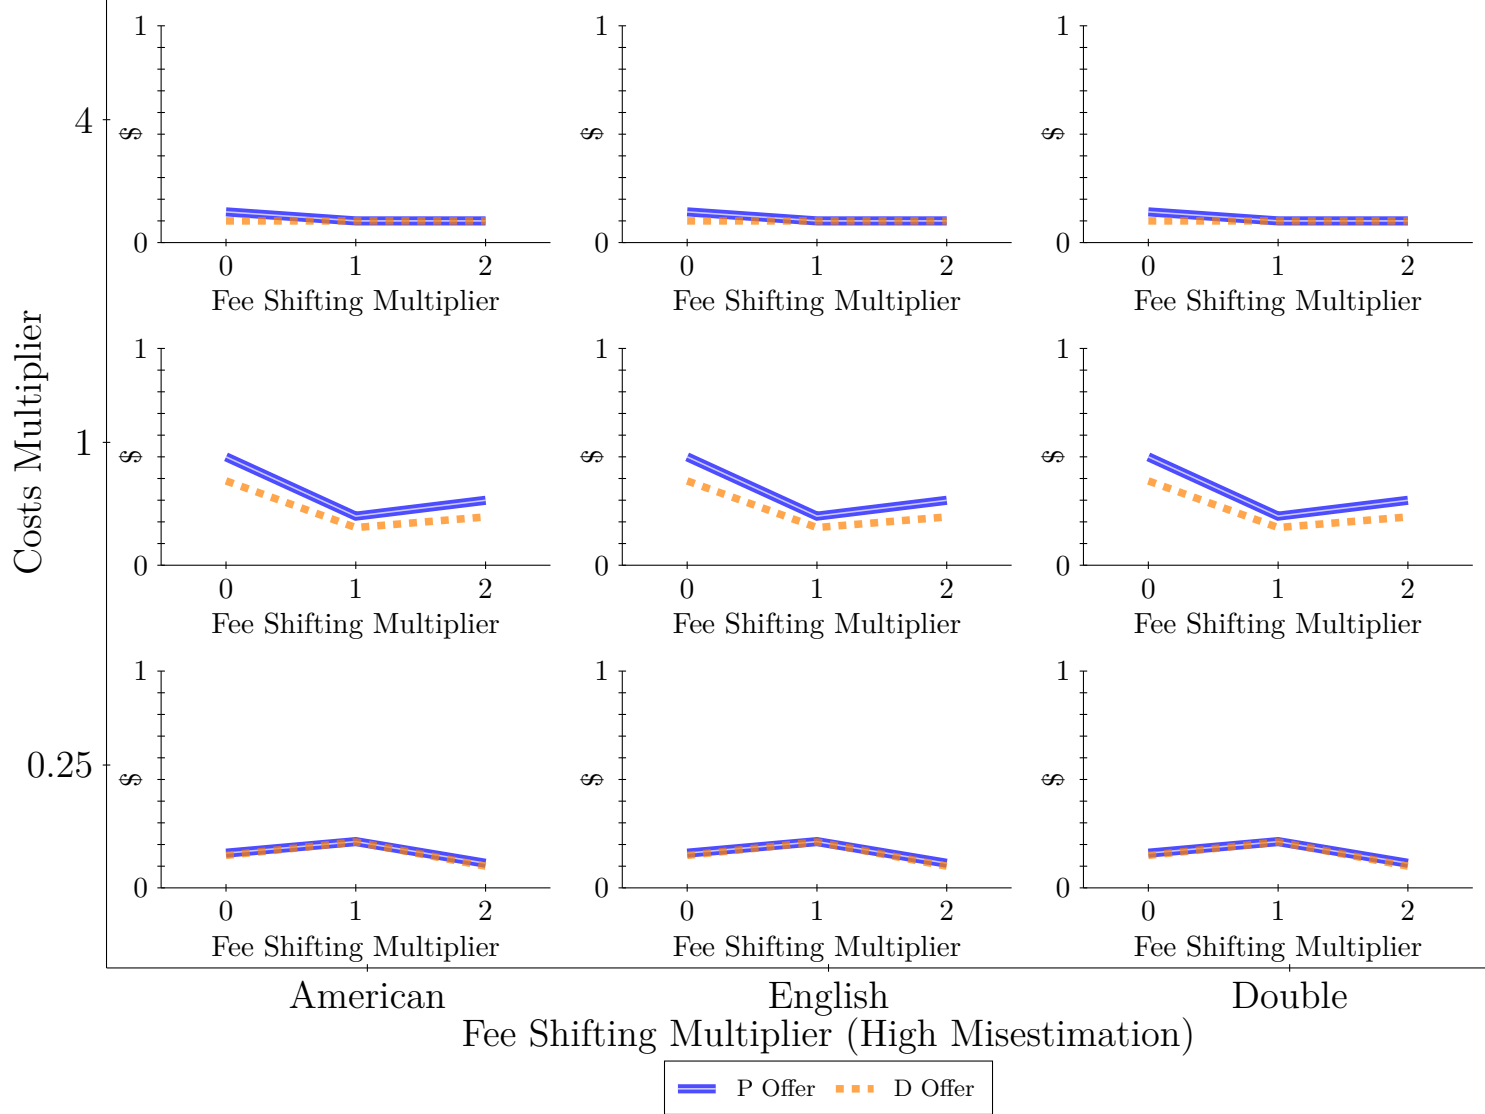 Costs Multiplier
4
1
0
$
0 1 2
Fee Shifting Multiplier
1
0
$
0 1 2
Fee Shifting Multiplier
1
0
$
0 1 2
Fee Shifting Multiplier
1
1
0
$
0 1 2
Fee Shifting Multiplier
1
0
$
0 1 2
Fee Shifting Multiplier
1
0
$
0 1 2
Fee Shifting Multiplier
0.25
1
0
$
0 1 2
Fee Shifting Multiplier
1
0
$
0 1 2
Fee Shifting Multiplier
1
0
$
0 1 2
Fee Shifting Multiplier
American English Double
Fee Shifting Multiplier (High Misestimation)
P Offer D Offer